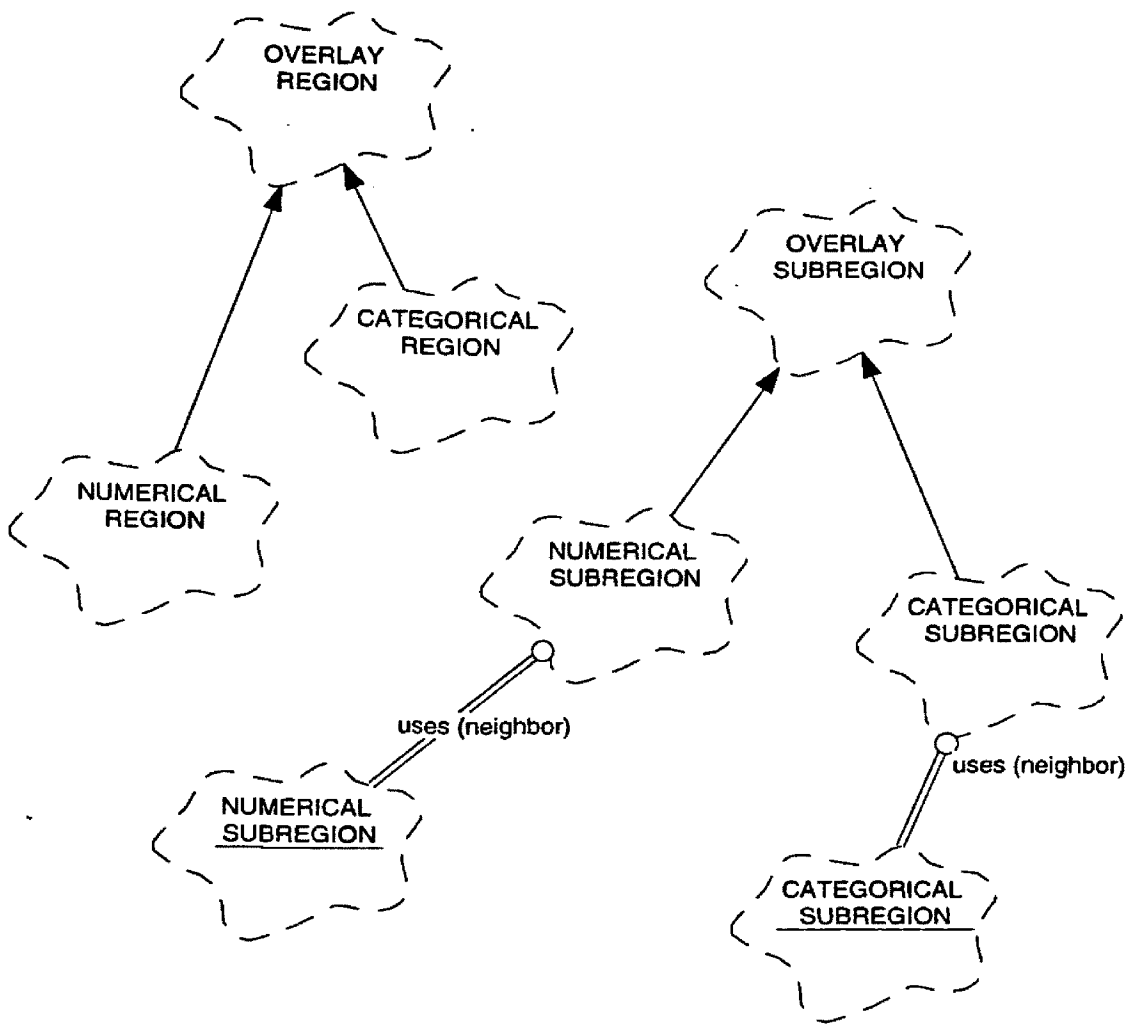 OVERLAY
REGION
CATEGORICAL
REGION
NUMERICAL
REGION
OVERLAY
SUBREGION
NUMERICAL
SUBREGION
CATEGORICAL
SUBREGION
uses (neighbor)
uses (neighbor)
NUMERICAL
SUBREGION
CATEGORICAL
SUBREGION